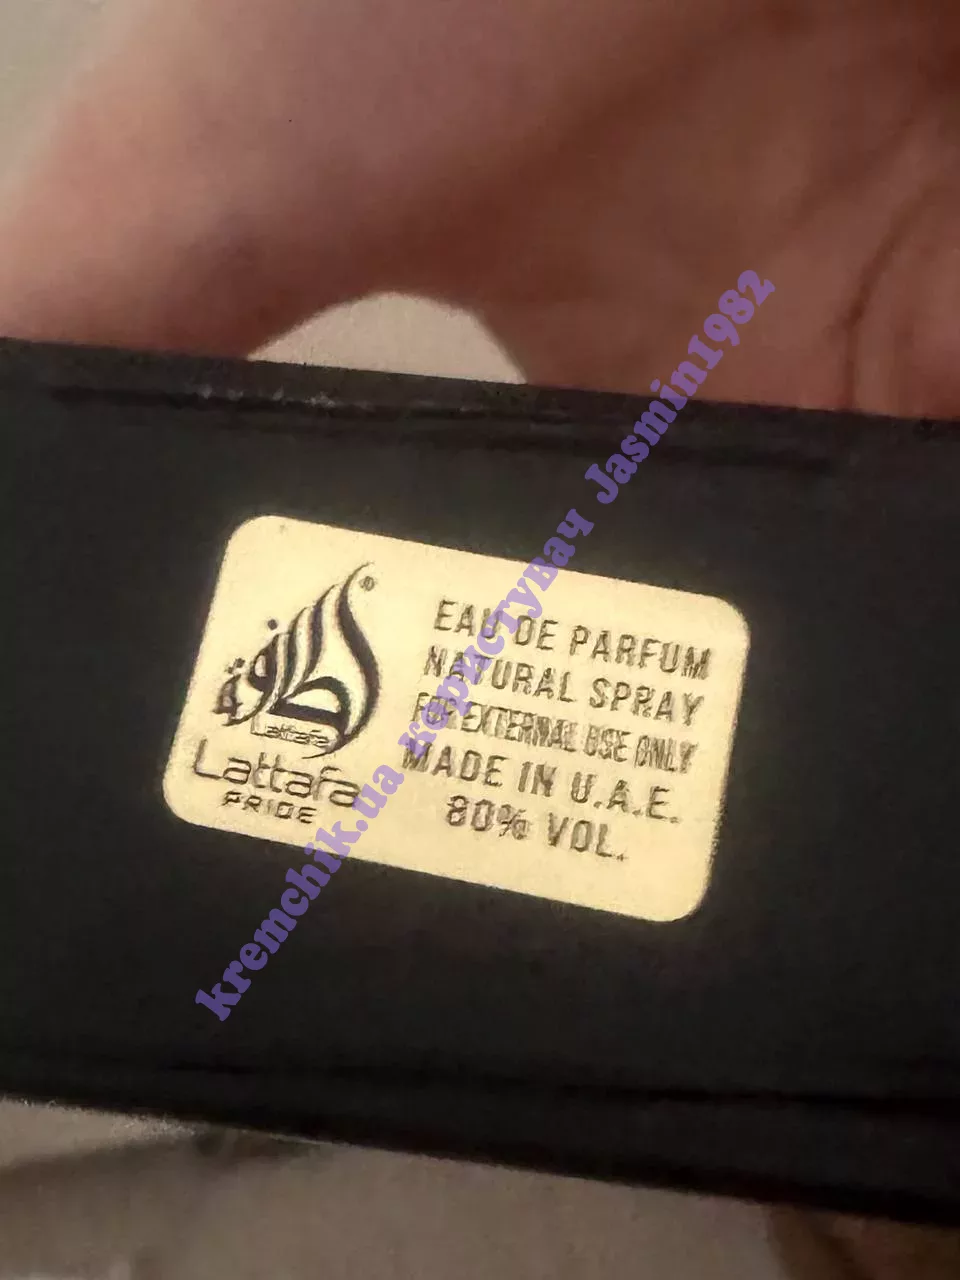 لطافة
Lattafa
Lattafa
PRIDE
EAU DE PARFUM
NATURAL SPRAY
FOR EXTERNAL USE ONLY
MADE IN U.A.E.
80% VOL.
kremchik.ua користувач Jasmin1982